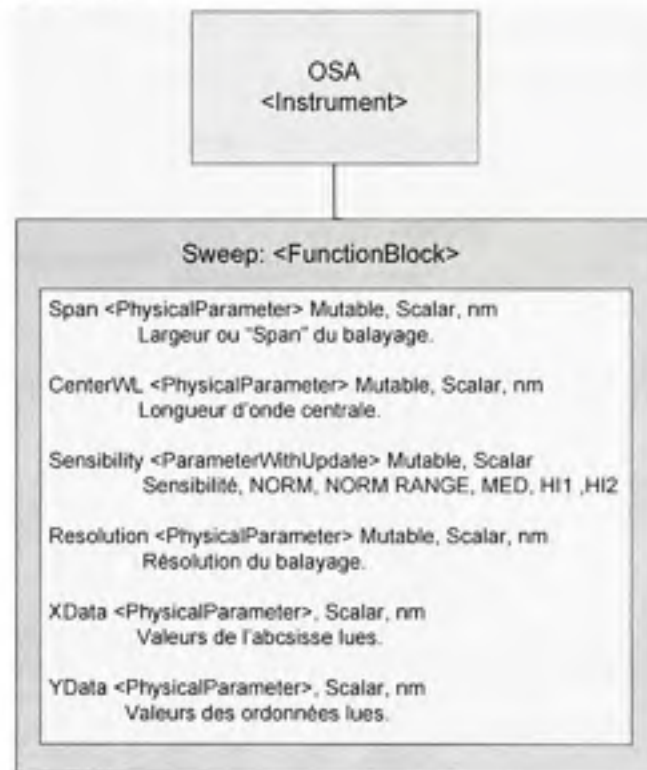 OSA
<Instrument>
Sweep: <FunctionBlock>
Span <PhysicalParameter> Mutable, Scalar, nm
Largeur ou "Span" du balayage.
CenterWL <PhysicalParameter> Mutable, Scalar, nm
Longueur d'onde centrale.
Sensibility <ParameterWithUpdate> Mutable, Scalar
Sensibilité, NORM, NORM RANGE, MED, HI1 ,HI2
Resolution <PhysicalParameter> Mutable, Scalar, nm
Résolution du balayage.
XData <PhysicalParameter>, Scalar, nm
Valeurs de l'abcsisse lues.
YData <PhysicalParameter>, Scalar, nm
Valeurs des ordonnées lues.